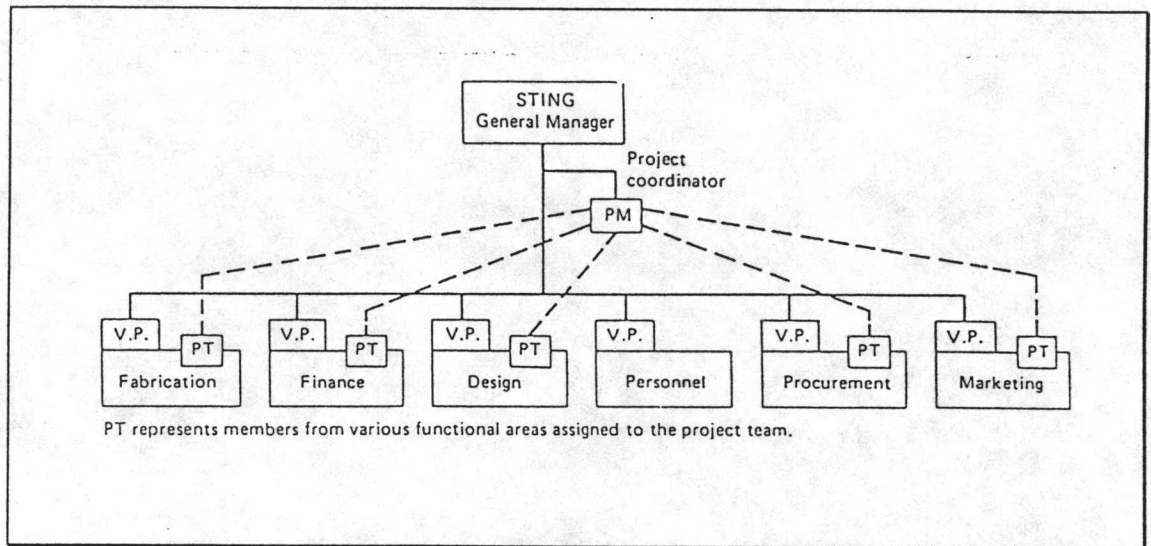 STING
General Manager
Project
coordinator
PM
V.P.
V.P.
V.P.
V.P.
V.P.
V.P.
PT
PT
PT
PT
PT
Fabrication
Finance
Design
Personnel
Procurement
Marketing
PT represents members from various functional areas assigned to the project team.